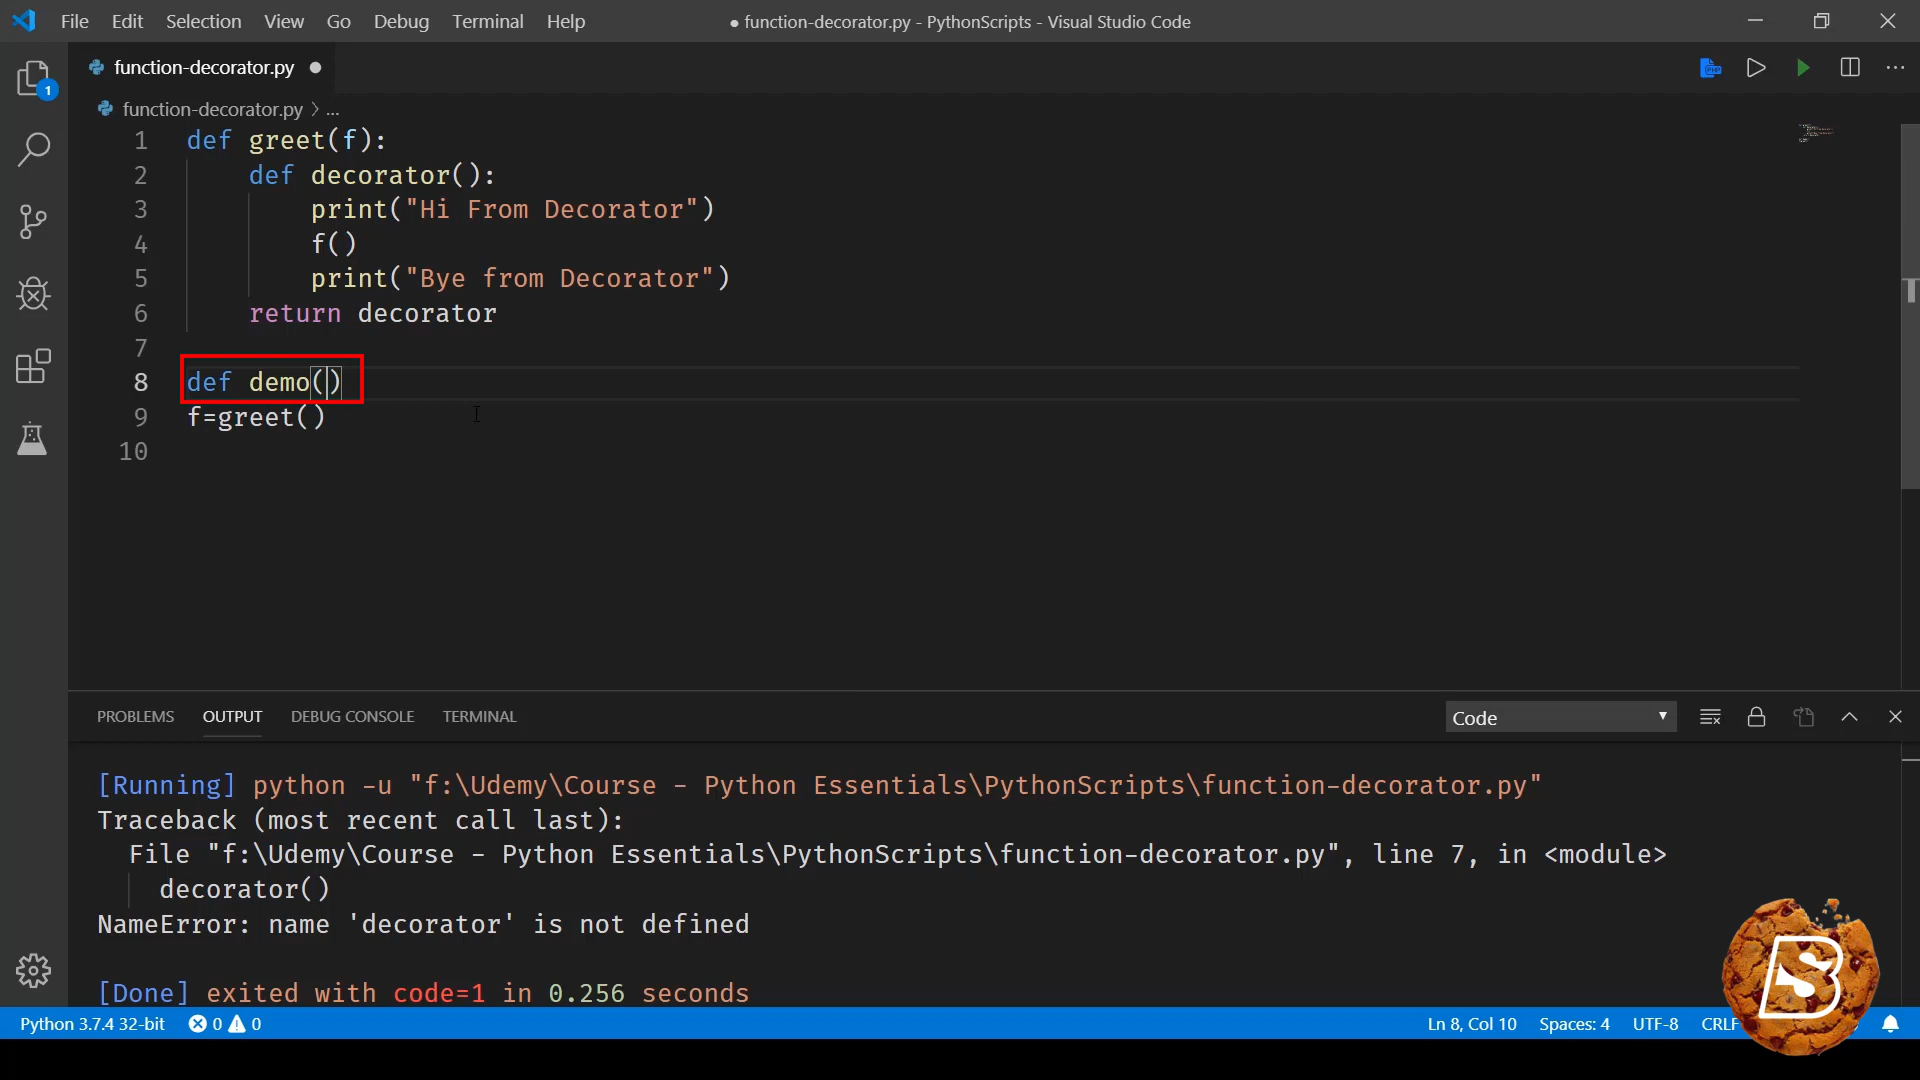 File Edit Selection View Go Debug Terminal Help
● function-decorator.py - PythonScripts - Visual Studio Code
function-decorator.py
1
function-decorator.py > ...
1 def greet(f):
2 def decorator():
3 print("Hi From Decorator")
4 f()
5 print("Bye from Decorator")
6 return decorator
7
8 def demo()
9 f=greet()
10
PROBLEMS OUTPUT DEBUG CONSOLE TERMINAL
Code
[Running] python -u "f:\Udemy\Course - Python Essentials\PythonScripts\function-decorator.py"
Traceback (most recent call last):
File "f:\Udemy\Course - Python Essentials\PythonScripts\function-decorator.py", line 7, in <module>
decorator()
NameError: name 'decorator' is not defined
[Done] exited with code=1 in 0.256 seconds
Python 3.7.4 32-bit 0 0 Ln 8, Col 10 Spaces: 4 UTF-8 CRLF